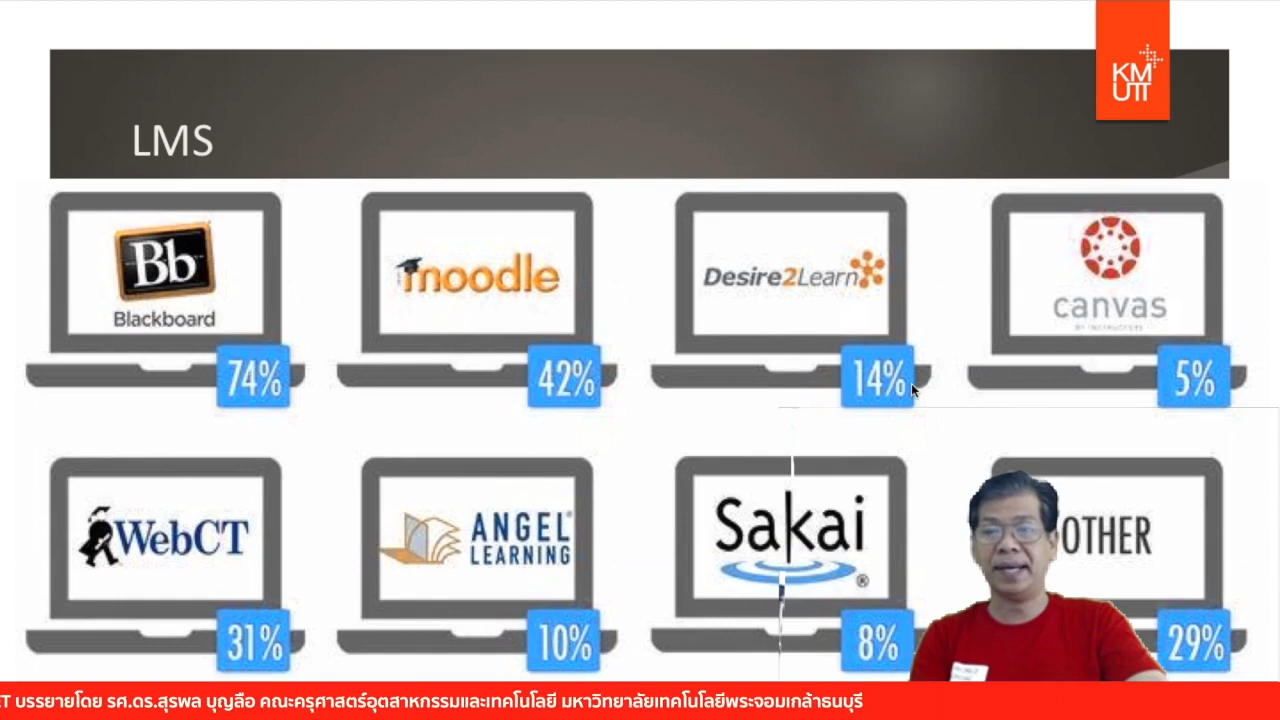 KM
UTT
LMS
Bb
Blackboard
74%
moodle
42%
Desire2Learn
14%
canvas
BY INSTRUCTURE
5%
WebCT
31%
ANGEL
LEARNING
10%
Sakai
®
8%
OTHER
29%
T บรรยายโดย รศ.ดร.สุรพล บุญลือ คณะครุศาสตร์อุตสาหกรรมและเทคโนโลยี มหาวิทยาลัยเทคโนโลยีพระจอมเกล้าธนบุรี